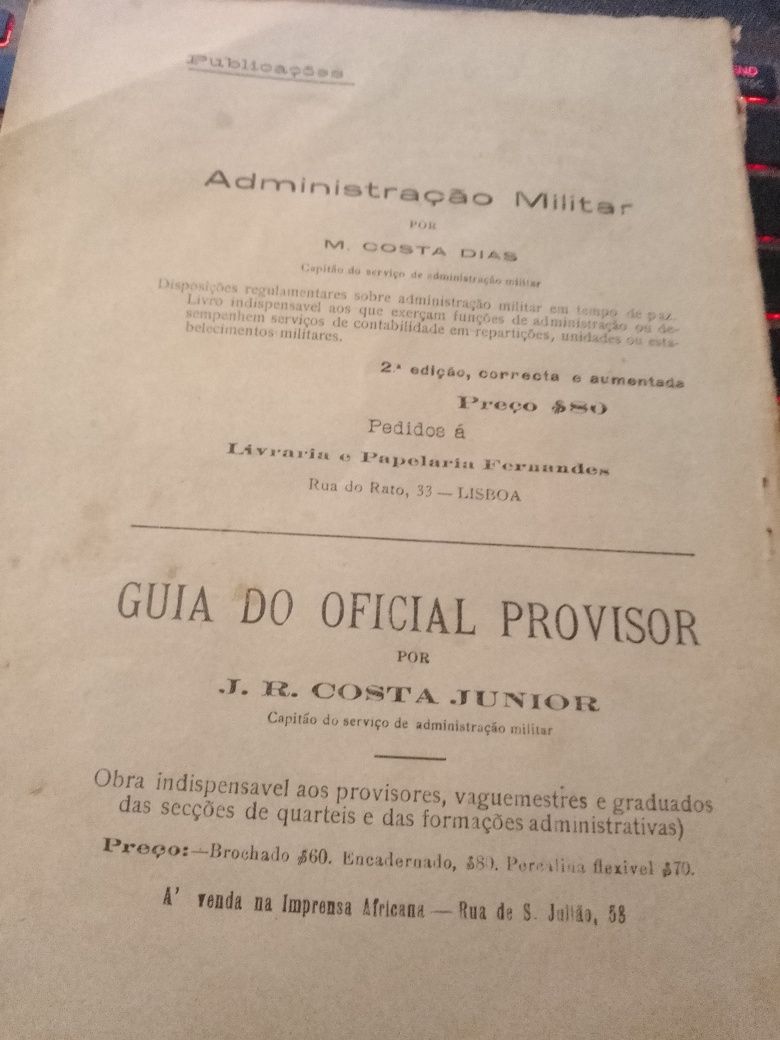 Publicações
Administração Militar
POR
M. COSTA DIAS
Capitão do serviço de administração militar
Disposições regulamentares sobre administração militar em tempo de paz.
Livro indispensavel aos que exerçam funções de administração ou de-
sempenhem serviços de contabilidade em repartições, unidades ou esta-
belecimentos militares.
2.ª edição, correcta e aumentada
Preço $80
Pedidos á
Livraria e Papelaria Fernandes
Rua do Rato, 33 — LISBOA
GUIA DO OFICIAL PROVISOR
POR
J. R. COSTA JUNIOR
Capitão do serviço de administração militar
Obra indispensavel aos provisores, vaguemestres e graduados
das secções de quarteis e das formações administrativas)
Preço:—Brochado $60. Encadernado, $80. Percalina flexivel $70.
A' venda na Imprensa Africana — Rua de S. Julião, 58